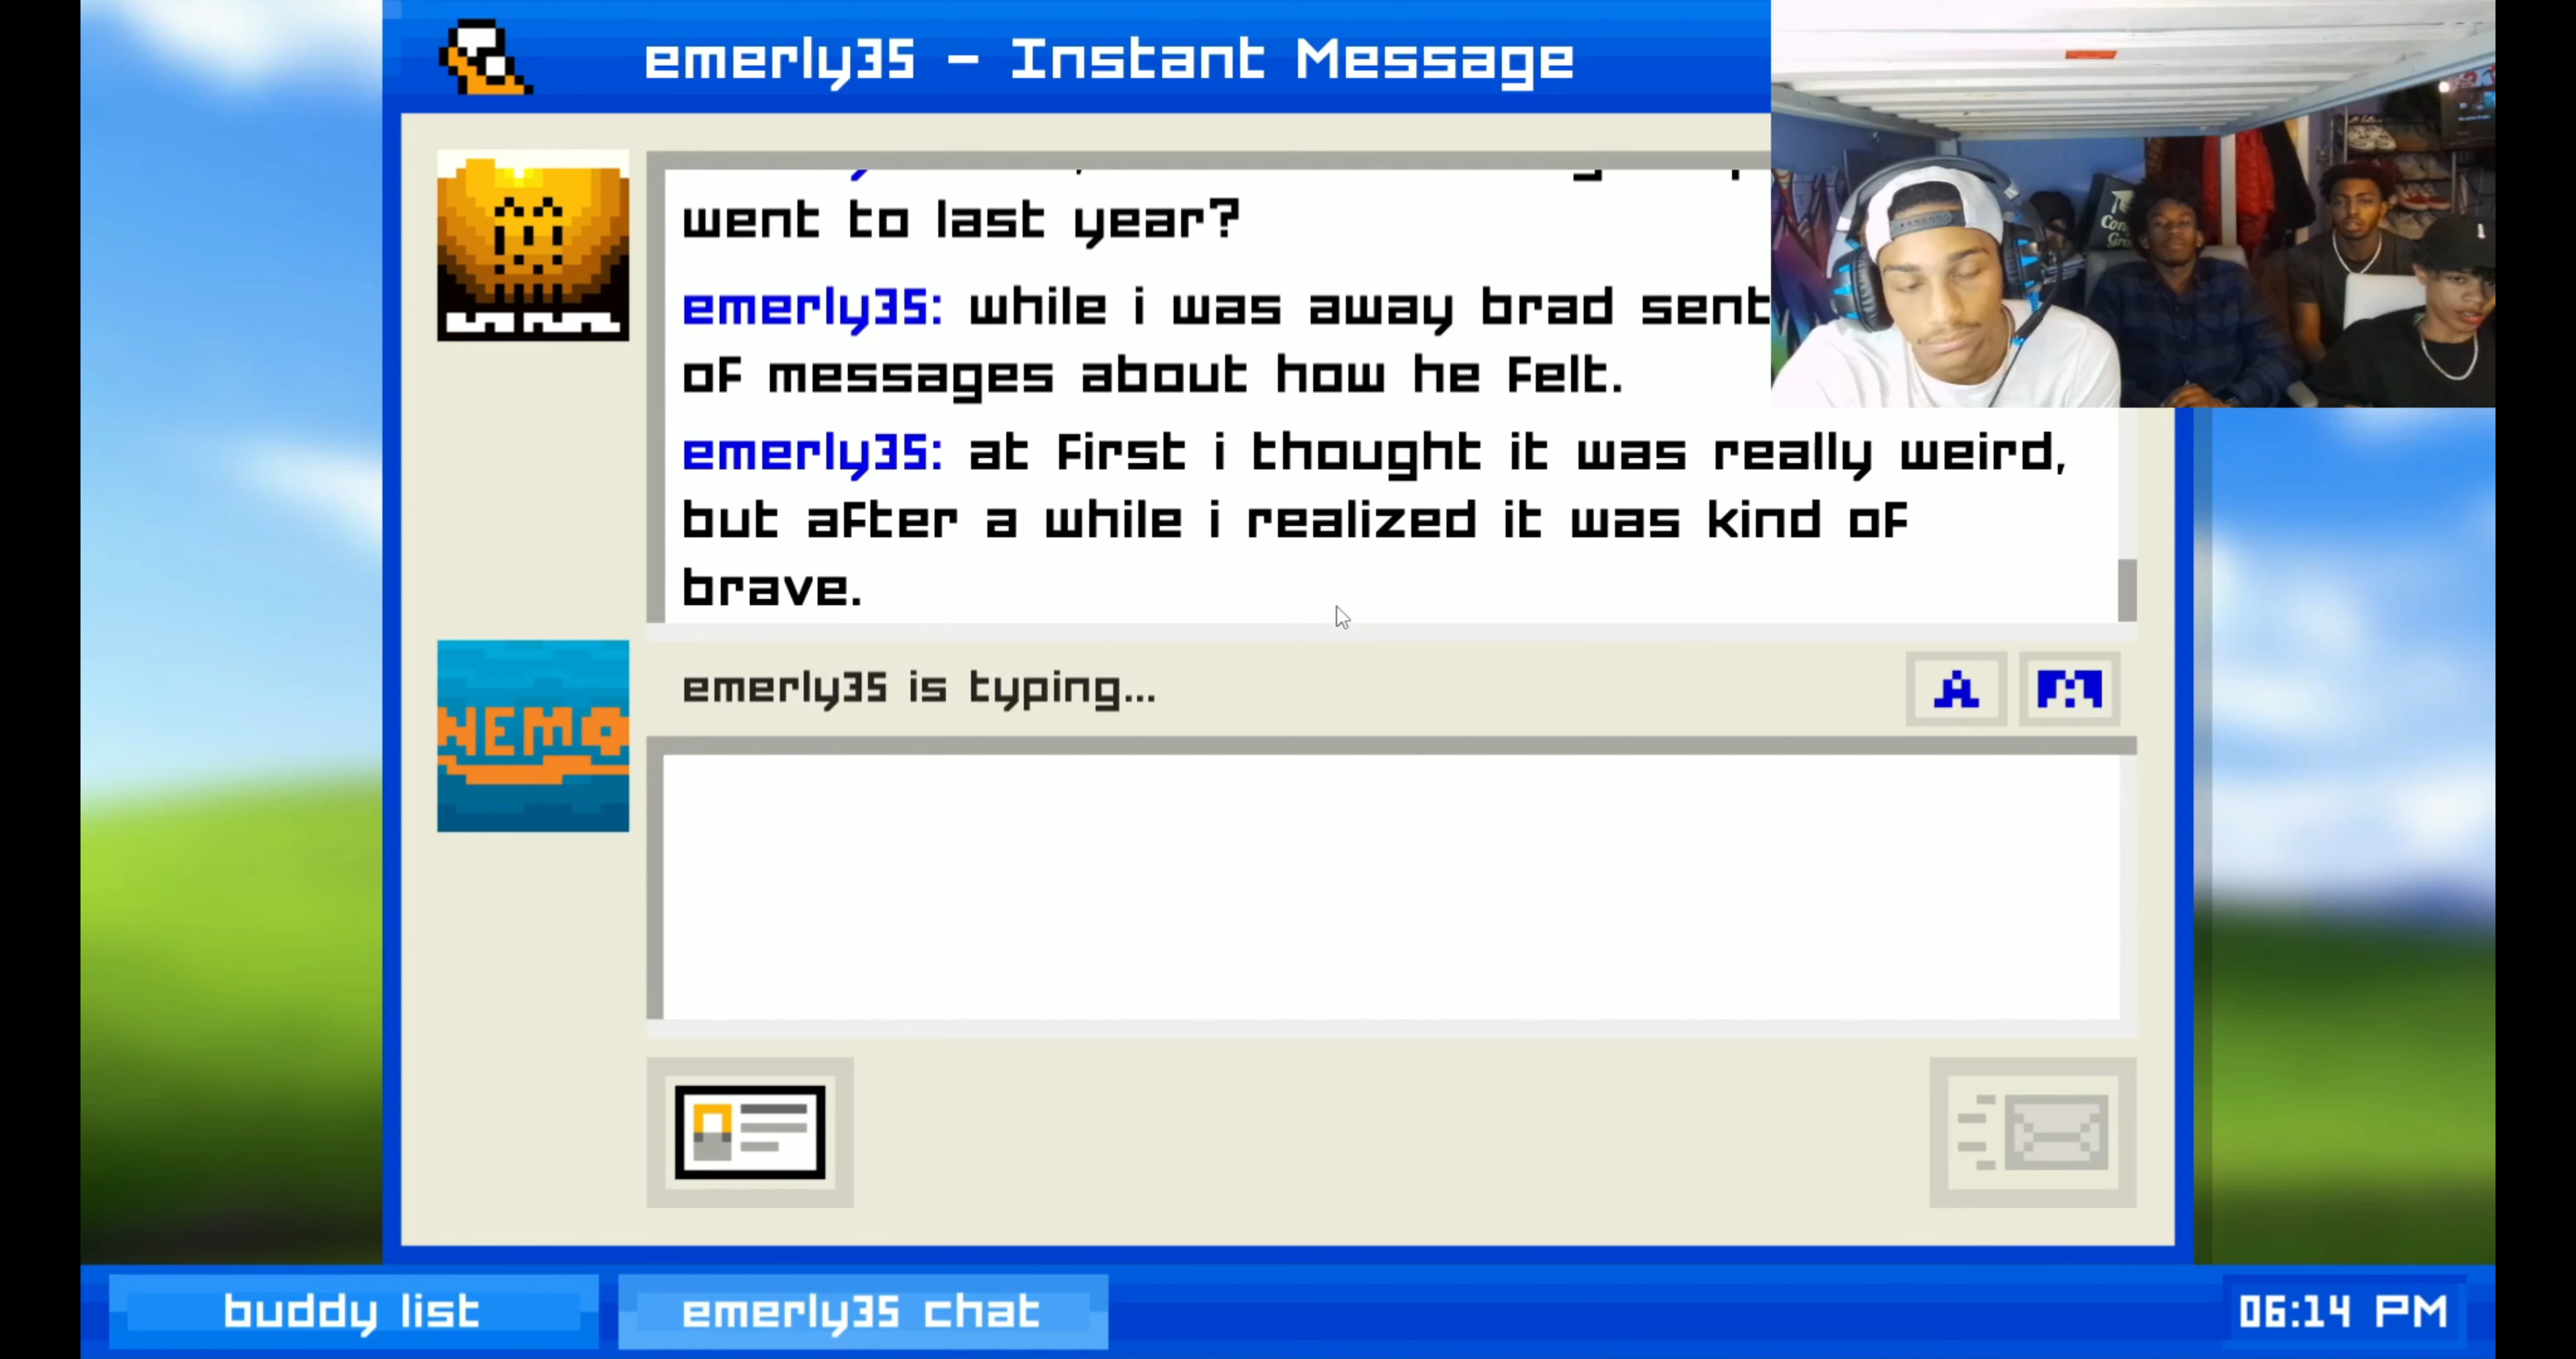 emerly35 - Instant Message
went to last year?
emerly35: while i was away brad sent
of messages about how he felt.
emerly35: at first i thought it was really weird,
but after a while i realized it was kind of
brave.
emerly35 is typing...
A
NEMO
buddy list
emerly35 chat
06:14 PM